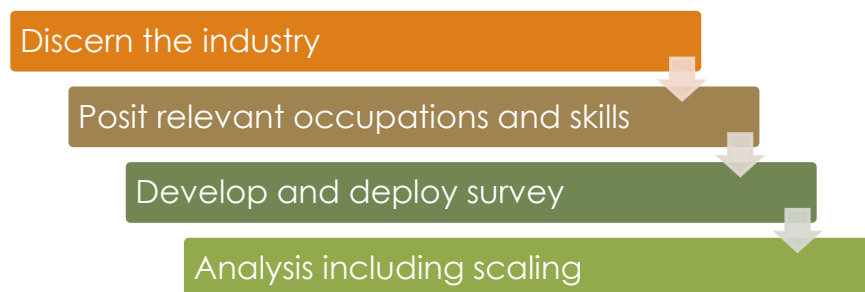 Discern the industry
Posit relevant occupations and skills
Develop and deploy survey
Analysis including scaling